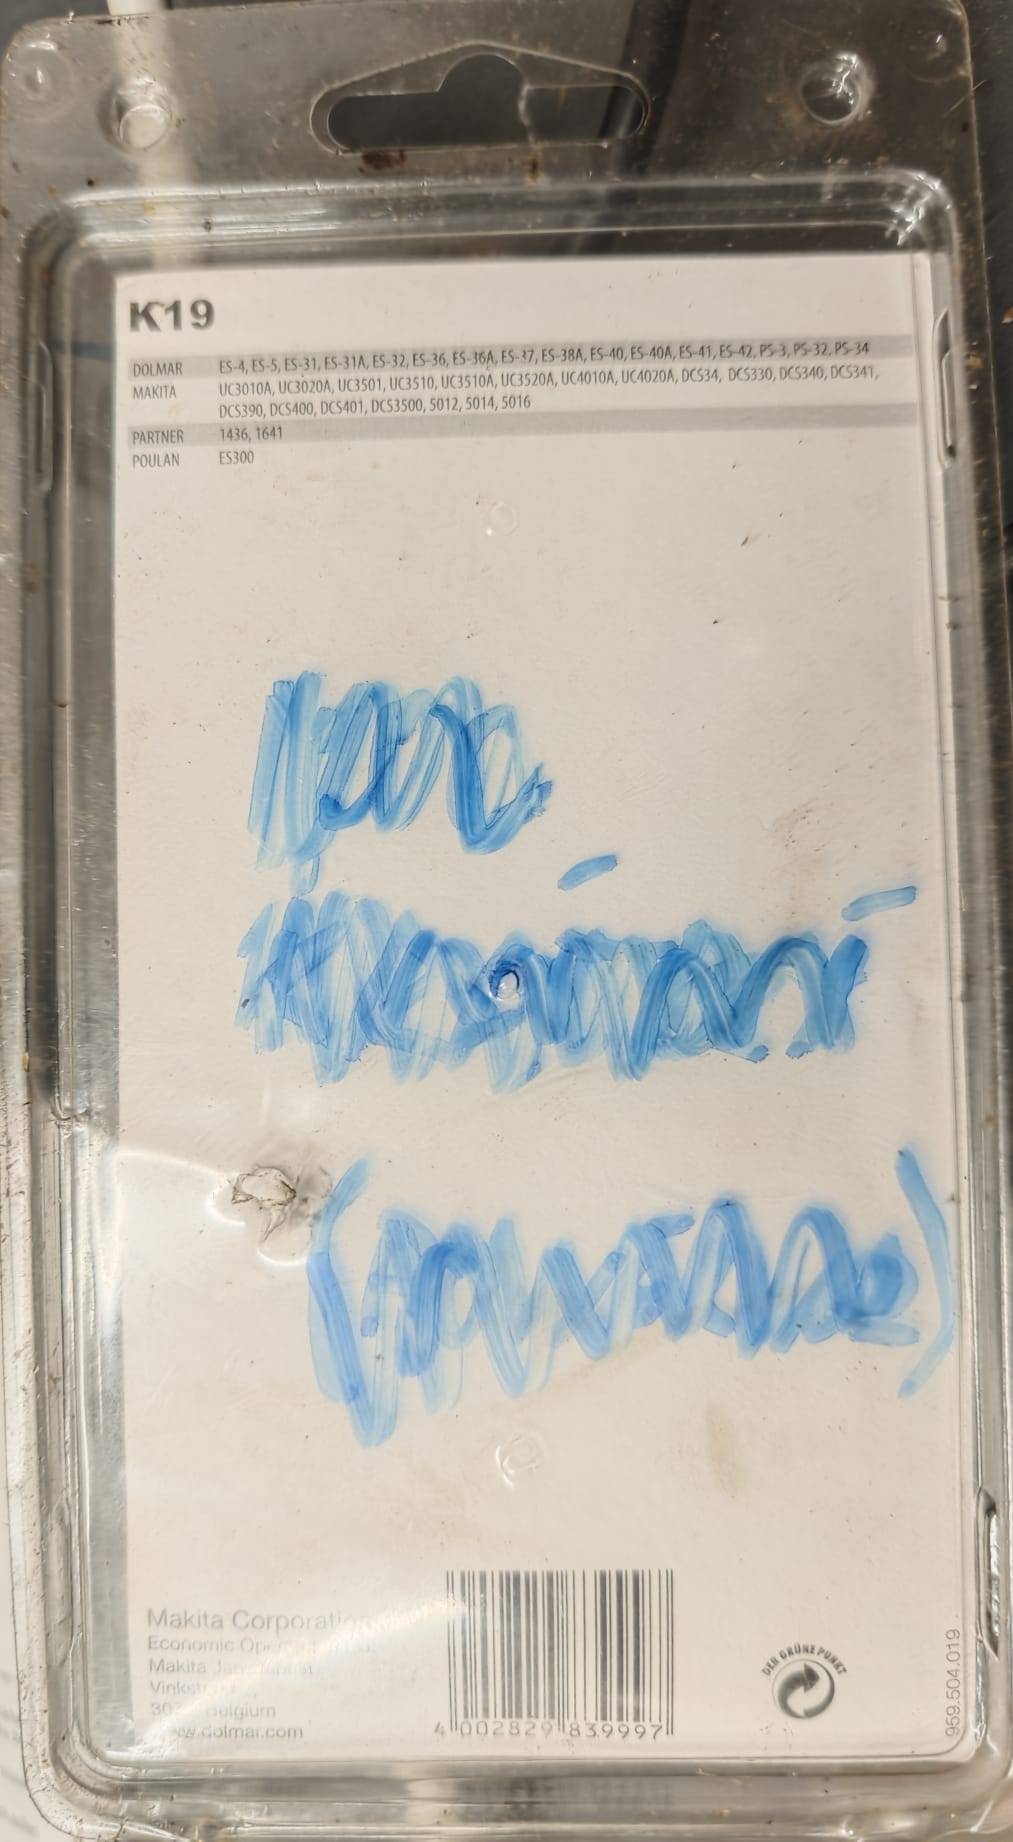 K19
DOLMAR ES-4, ES-5, ES-31, ES-31A, ES-32, ES-36, ES-36A, ES-37, ES-38A, ES-40, ES-40A, ES-41, ES-42, PS-3, PS-32, PS-34
MAKITA UC3010A, UC3020A, UC3501, UC3510, UC3510A, UC3520A, UC4010A, UC4020A, DCS34, DCS330, DCS340, DCS341,
DCS390, DCS400, DCS401, DCS3500, 5012, 5014, 5016
PARTNER 1436, 1641
POULAN ES300
Makita Corporation
Economic
Makita
Belgium
DER GRÜNE PUNKT
4 002829 839997
959.504.019